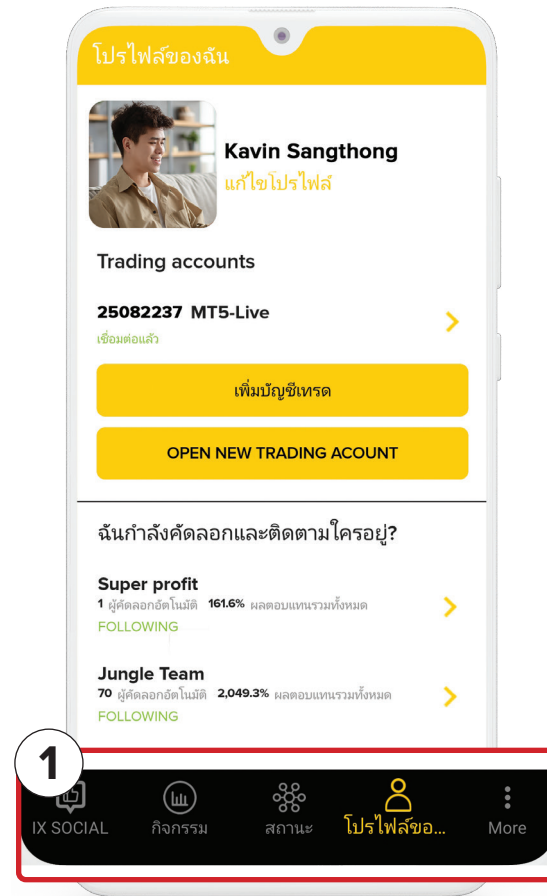 โปรไฟล์ของฉัน
Kavin Sangthong
แก้ไขโปรไฟล์
Trading accounts
25082237 MT5-Live
เชื่อมต่อแล้ว
เพิ่มบัญชีเทรด
OPEN NEW TRADING ACOUNT
ฉันกำลังคัดลอกและติดตามใครอยู่?
Super profit
1 ผู้คัดลอกอัตโนมัติ 161.6% ผลตอบแทนรวมทั้งหมด
FOLLOWING
Jungle Team
70 ผู้คัดลอกอัตโนมัติ 2,049.3% ผลตอบแทนรวมทั้งหมด
FOLLOWING
1
IX SOCIAL กิจกรรม สถานะ โปรไฟล์ขอ... More